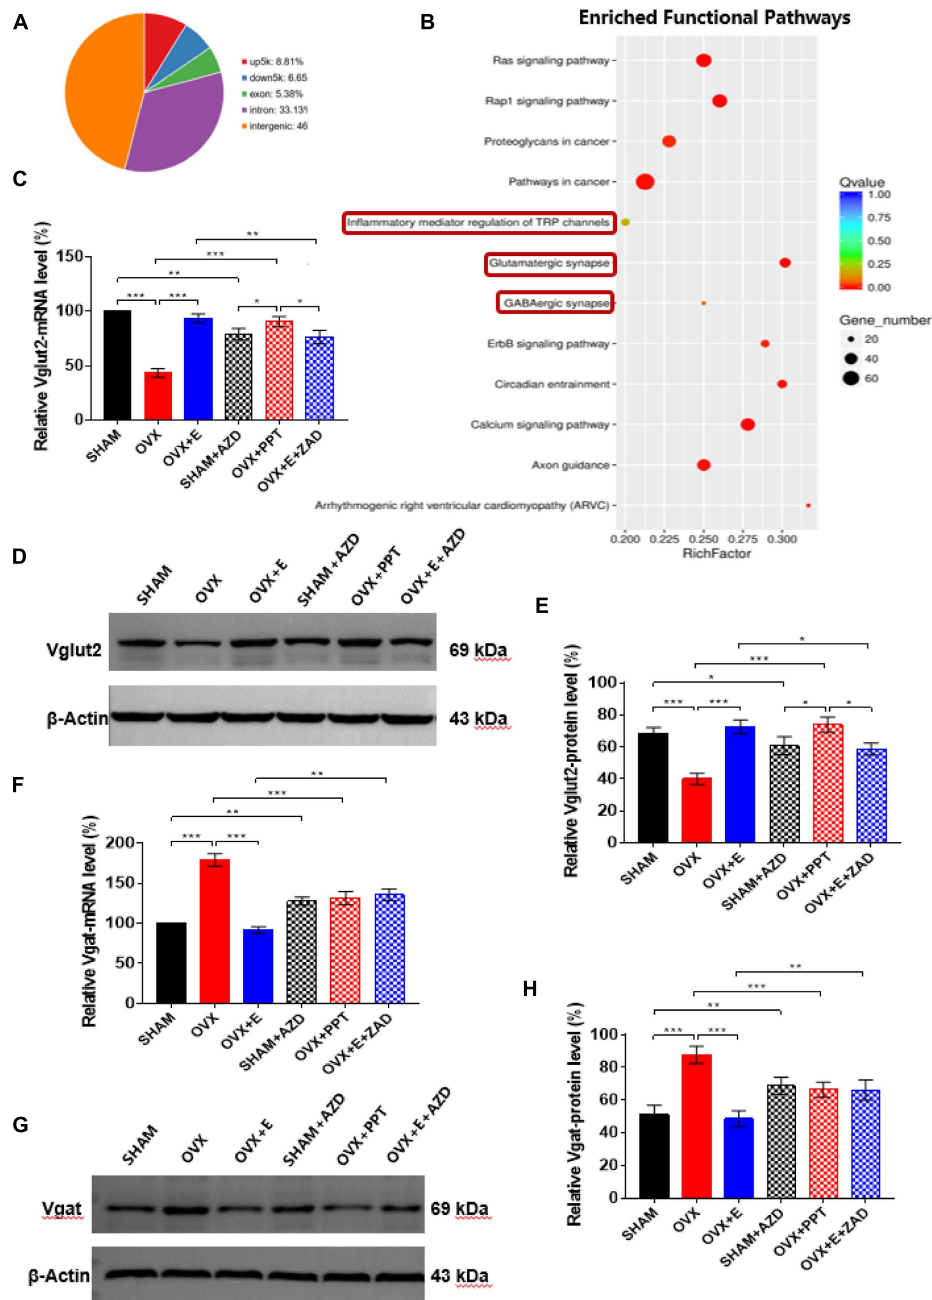 A
up5k: 8.81%
down5k: 6.65
exon: 5.38%
intron: 33.13%
intergenic: 46
B
Enriched Functional Pathways
Ras signaling pathway
Rap1 signaling pathway
Proteoglycans in cancer
Pathways in cancer
Inflammatory mediator regulation of TRP channels
Glutamatergic synapse
GABAergic synapse
ErbB signaling pathway
Circadian entrainment
Calcium signaling pathway
Axon guidance
Arrhythmogenic right ventricular cardiomyopathy (ARVC)
0.200 0.225 0.250 0.275 0.300
RichFactor
Qvalue
1.00
0.75
0.50
0.25
0.00
Gene_number
20
40
60
C
Relative Vglut2-mRNA level (%)
150
100
50
0
**
***
**
*** *** * *
SHAM OVX OVX+E SHAM+AZD OVX+PPT OVX+E+ZAD
D
SHAM OVX OVX+E SHAM+AZD OVX+PPT OVX+E+AZD
Vglut2 69 kDa
β-Actin 43 kDa
E
Relative Vglut2-protein level (%)
100
80
60
40
20
0
*
***
*
*** *** * *
SHAM OVX OVX+E SHAM+AZD OVX+PPT OVX+E+ZAD
F
Relative Vgat-mRNA level (%)
200
150
100
50
0
**
***
**
*** ***
SHAM OVX OVX+E SHAM+AZD OVX+PPT OVX+E+ZAD
G
SHAM OVX OVX+E SHAM+AZD OVX+PPT OVX+E+AZD
Vgat 69 kDa
β-Actin 43 kDa
H
Relative Vgat-protein level (%)
100
80
60
40
20
0
**
***
**
*** ***
SHAM OVX OVX+E SHAM+AZD OVX+PPT OVX+E+ZAD